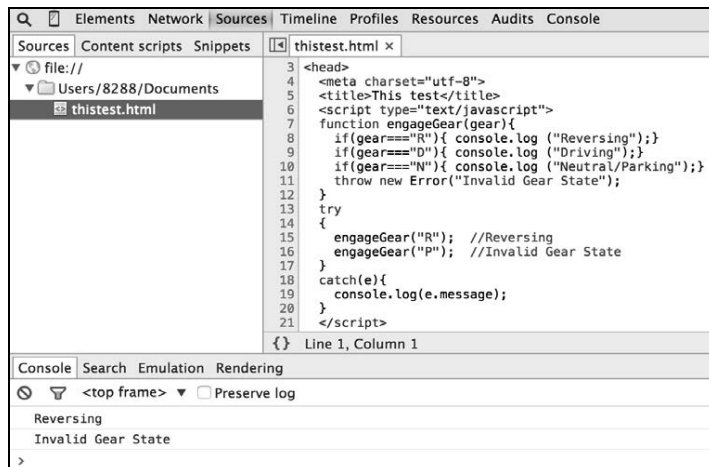 Elements Network Sources Timeline Profiles Resources Audits Console
Sources Content scripts Snippets
file://
Users/8288/Documents
thistest.html
thistest.html ×
3 <head>
4 <meta charset="utf-8">
5 <title>This test</title>
6 <script type="text/javascript">
7 function engageGear(gear){
8 if(gear==="R"){ console.log ("Reversing");}
9 if(gear==="D"){ console.log ("Driving");}
10 if(gear==="N"){ console.log ("Neutral/Parking");}
11 throw new Error("Invalid Gear State");
12 }
13 try
14 {
15 engageGear("R"); //Reversing
16 engageGear("P"); //Invalid Gear State
17 }
18 catch(e){
19 console.log(e.message);
20 }
21 </script>
{} Line 1, Column 1
Console Search Emulation Rendering
<top frame> ▼ Preserve log
Reversing
Invalid Gear State
>